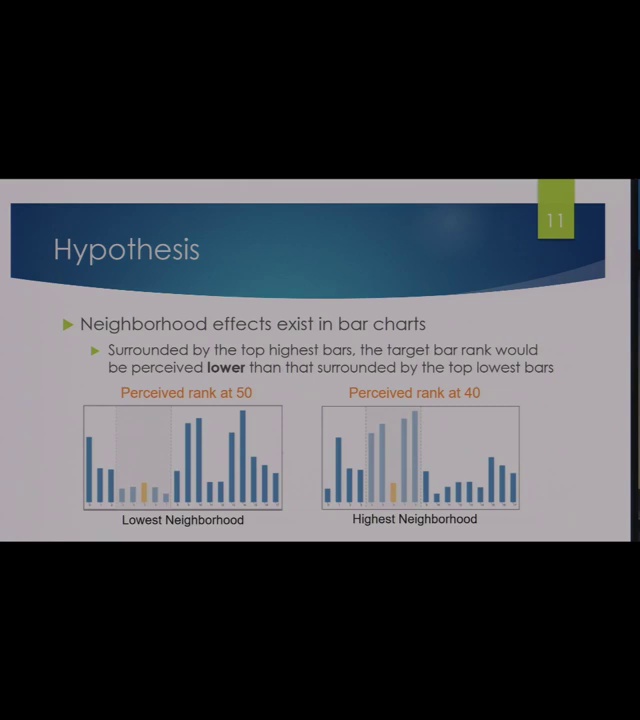 11
Hypothesis
Neighborhood effects exist in bar charts
Surrounded by the top highest bars, the target bar rank would
be perceived lower than that surrounded by the top lowest bars
Perceived rank at 50
Perceived rank at 40
Lowest Neighborhood
Highest Neighborhood